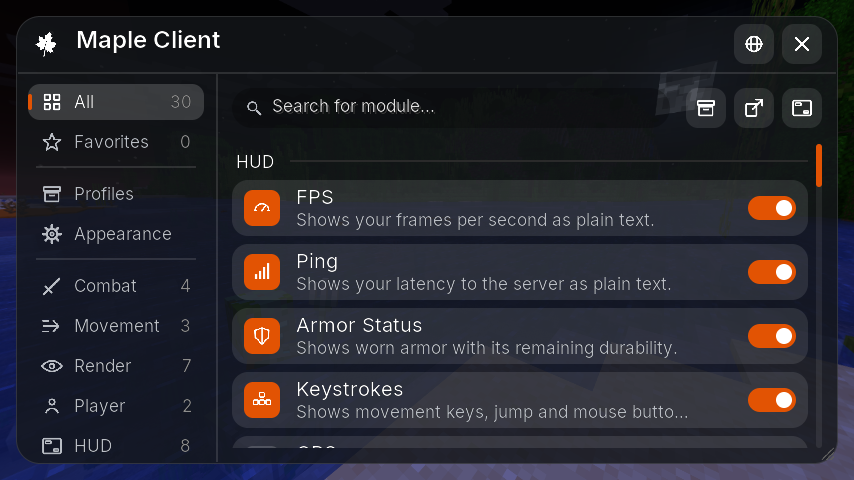 Maple Client
All 30
Favorites 0
Profiles
Appearance
Combat 4
Movement 3
Render 7
Player 2
HUD 8
Search for module...
HUD
FPS
Shows your frames per second as plain text.
Ping
Shows your latency to the server as plain text.
Armor Status
Shows worn armor with its remaining durability.
Keystrokes
Shows movement keys, jump and mouse butto...